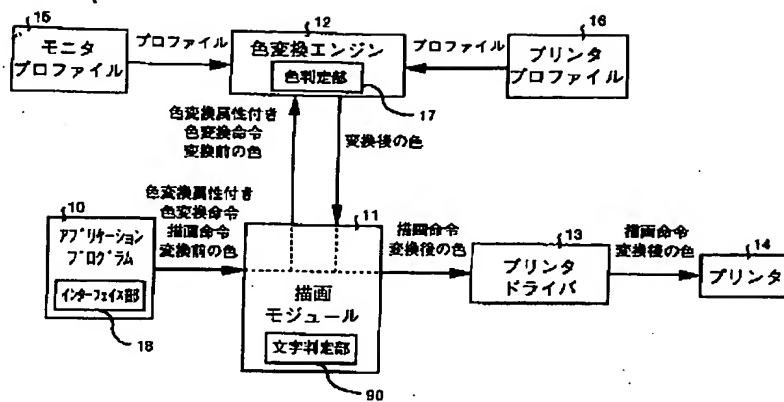 15
モニタ
プロファイル
プロファイル
12
色変換エンジン
色判定部
17
プロファイル
16
プリンタ
プロファイル
色変換属性付き
色変換命令
変換前の色
変換後の色
10
アプリケーション
プログラム
インターフェイス部
18
色変換属性付き
色変換命令
描画命令
変換前の色
11
描画
モジュール
文字判定部
90
描画命令
変換後の色
13
プリンタ
ドライバ
描画命令
変換後の色
14
プリンタ